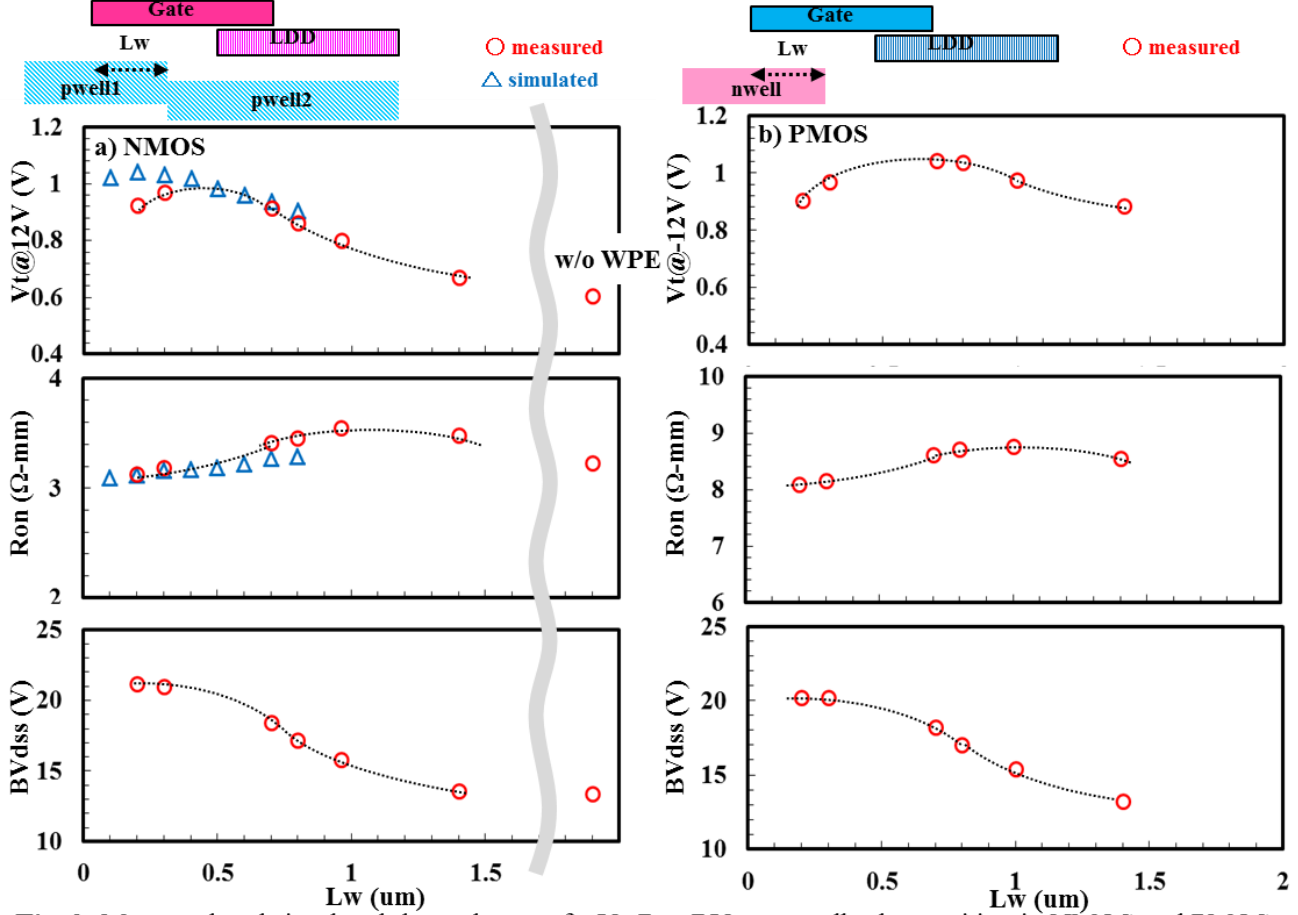 Gate
LDD
Lw
pwell1
pwell2
measured
simulated
a) NMOS
Vt@12V (V)
1.2
1
0.8
0.6
0.4
w/o WPE
Ron (Ω-mm)
4
3
2
BVdss (V)
25
20
15
10
0
0.5
1
1.5
Lw (um)
Gate
LDD
Lw
nwell
measured
b) PMOS
Vt@-12V (V)
1.2
1
0.8
0.6
0.4
Ron (Ω-mm)
10
9
8
7
6
BVdss (V)
25
20
15
10
0
0.5
1
1.5
2
Lw (um)